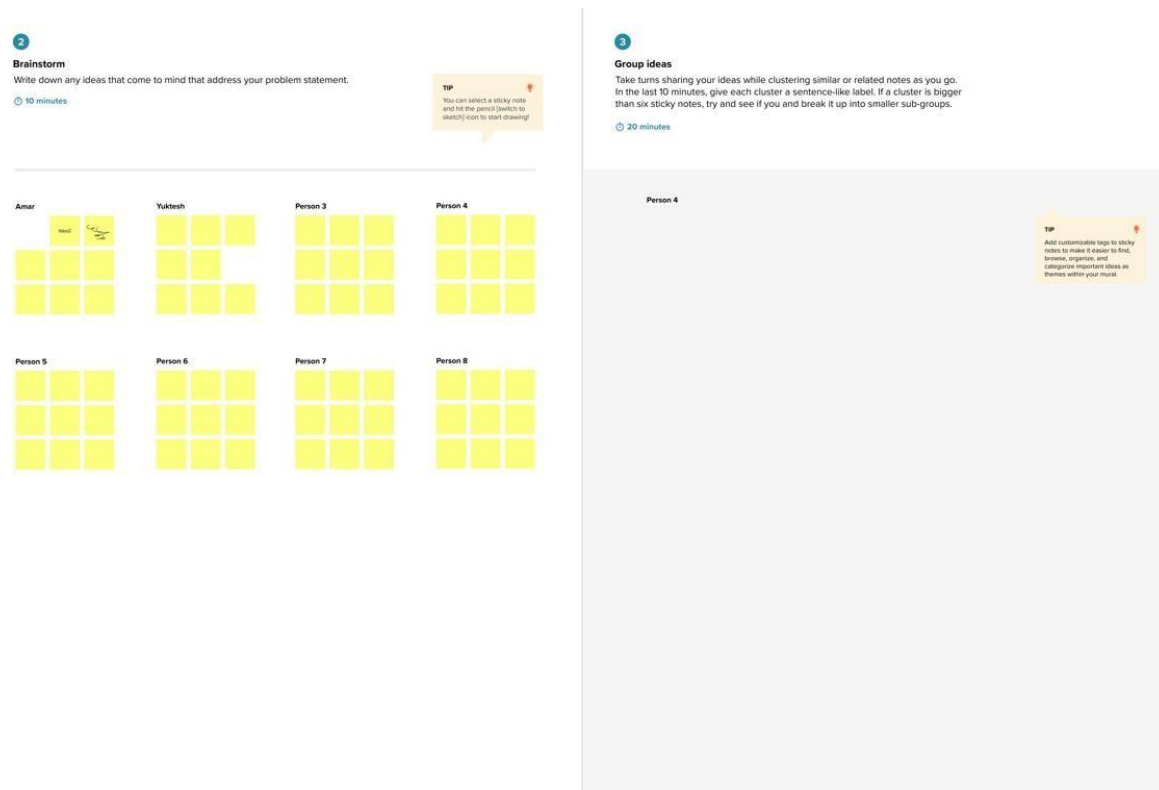 2
Brainstorm
Write down any ideas that come to mind that address your problem statement.
10 minutes
TIP
You can select a sticky note
and hit the pencil [switch to
sketch] icon to start drawing!
Amar
Yuktesh
Person 3
Person 4
Person 5
Person 6
Person 7
Person 8
3
Group ideas
Take turns sharing your ideas while clustering similar or related notes as you go.
In the last 10 minutes, give each cluster a sentence-like label. If a cluster is bigger
than six sticky notes, try and see if you and break it up into smaller sub-groups.
20 minutes
Person 4
TIP
Add customizable tags to sticky
notes to make it easier to find,
browse, organize, and
categorize important ideas as
themes within your mural.